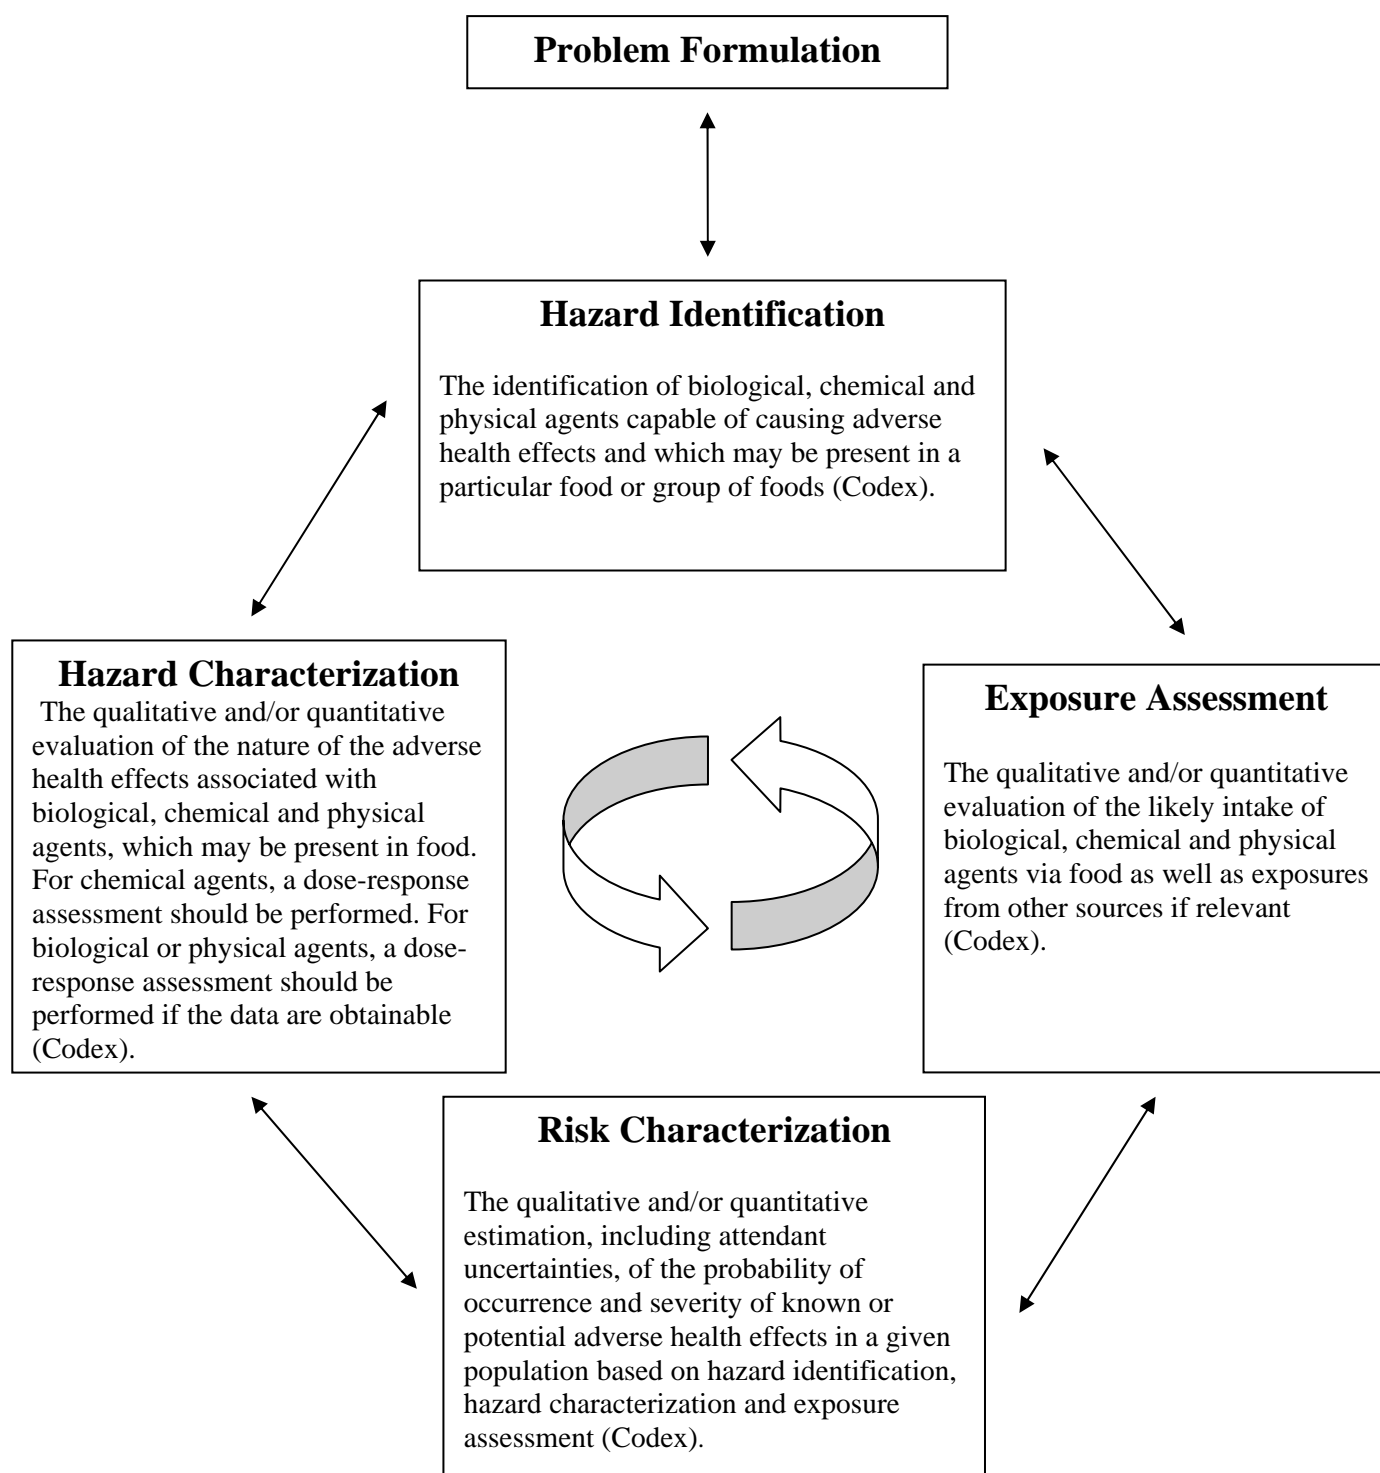 Problem Formulation
Hazard Identification
The identification of biological, chemical and
physical agents capable of causing adverse
health effects and which may be present in a
particular food or group of foods (Codex).
Hazard Characterization
The qualitative and/or quantitative
evaluation of the nature of the adverse
health effects associated with
biological, chemical and physical
agents, which may be present in food.
For chemical agents, a dose-response
assessment should be performed. For
biological or physical agents, a dose-
response assessment should be
performed if the data are obtainable
(Codex).
Exposure Assessment
The qualitative and/or quantitative
evaluation of the likely intake of
biological, chemical and physical
agents via food as well as exposures
from other sources if relevant
(Codex).
Risk Characterization
The qualitative and/or quantitative
estimation, including attendant
uncertainties, of the probability of
occurrence and severity of known or
potential adverse health effects in a given
population based on hazard identification,
hazard characterization and exposure
assessment (Codex).